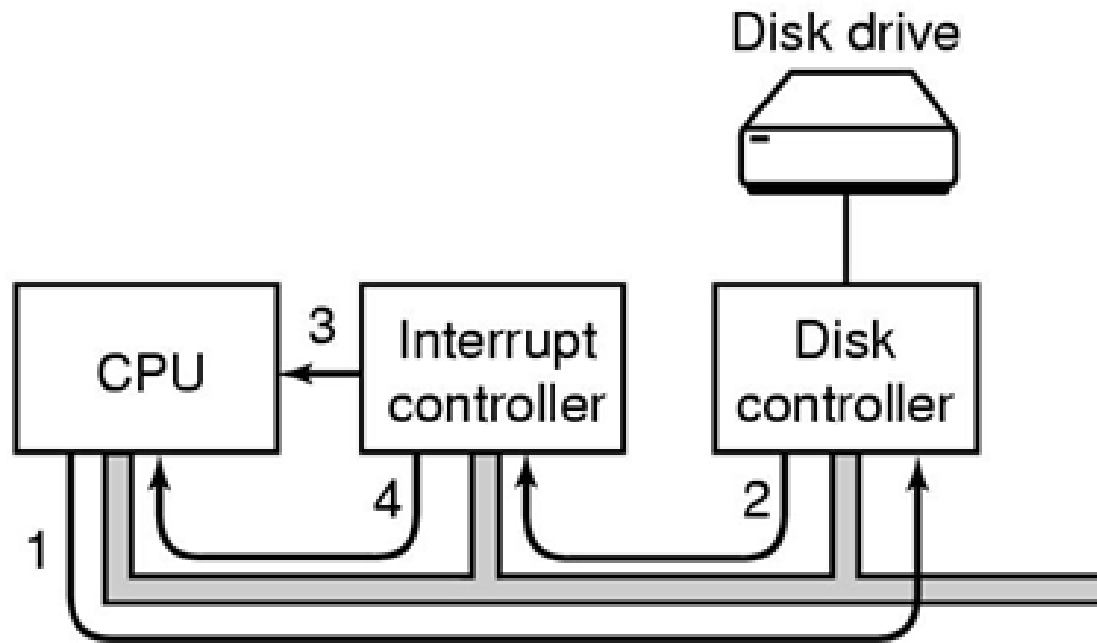 Disk drive
CPU
3
Interrupt
controller
Disk
controller
1
4
2